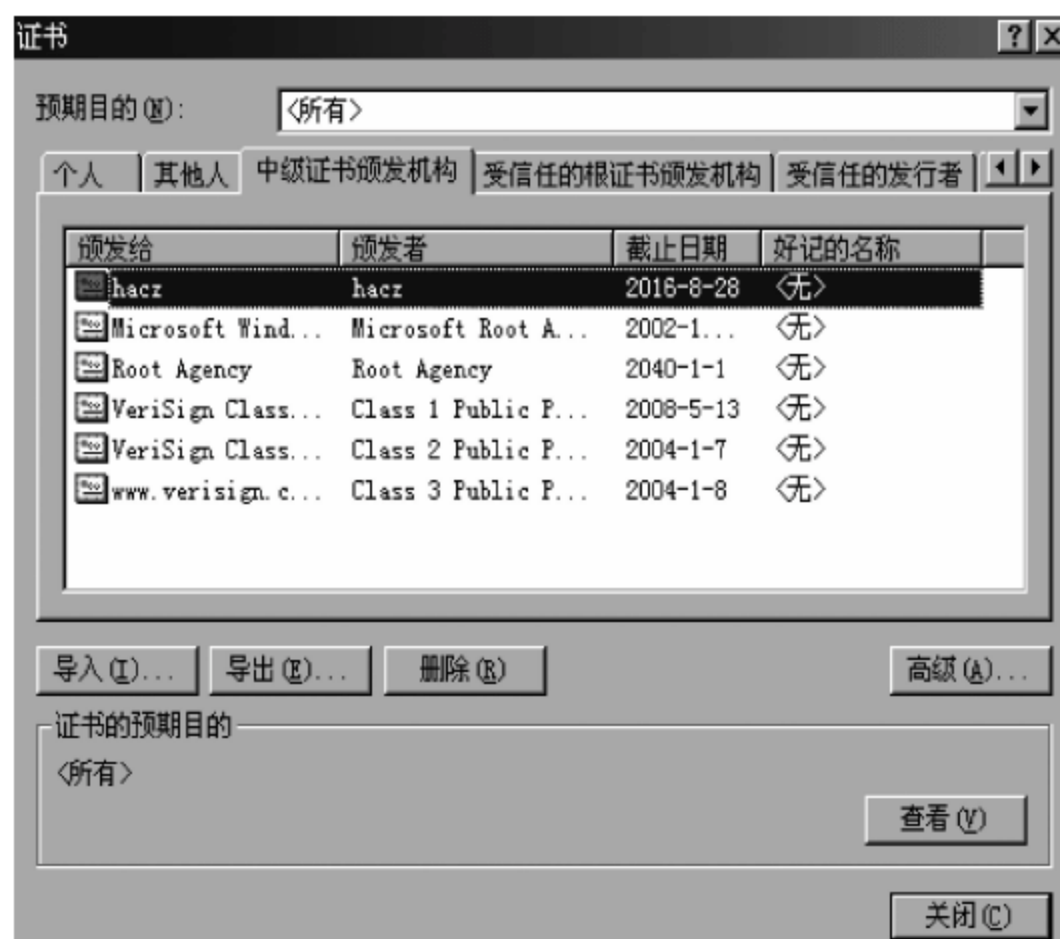 证书
预期目的(N): <所有>
个人 其他人 中级证书颁发机构 受信任的根证书颁发机构 受信任的发行者
颁发给 颁发者 截止日期 好记的名称
hacz hacz 2016-8-28 <无>
Microsoft Wind... Microsoft Root A... 2002-1... <无>
Root Agency Root Agency 2040-1-1 <无>
VeriSign Class... Class 1 Public P... 2008-5-13 <无>
VeriSign Class... Class 2 Public P... 2004-1-7 <无>
www.verisign.c... Class 3 Public P... 2004-1-8 <无>
导入(I)... 导出(E)... 删除(R) 高级(A)...
证书的预期目的
<所有>
查看(V)
关闭(C)